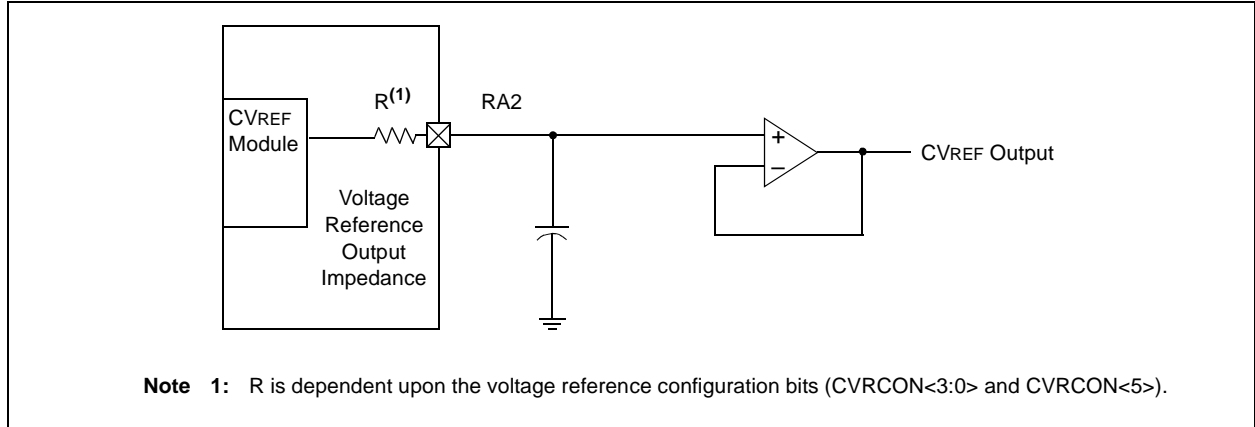 R(1)
RA2
CVREF
Module
+
–
CVREF Output
Voltage
Reference
Output
Impedance
Note 1: R is dependent upon the voltage reference configuration bits (CVRCON<3:0> and CVRCON<5>).